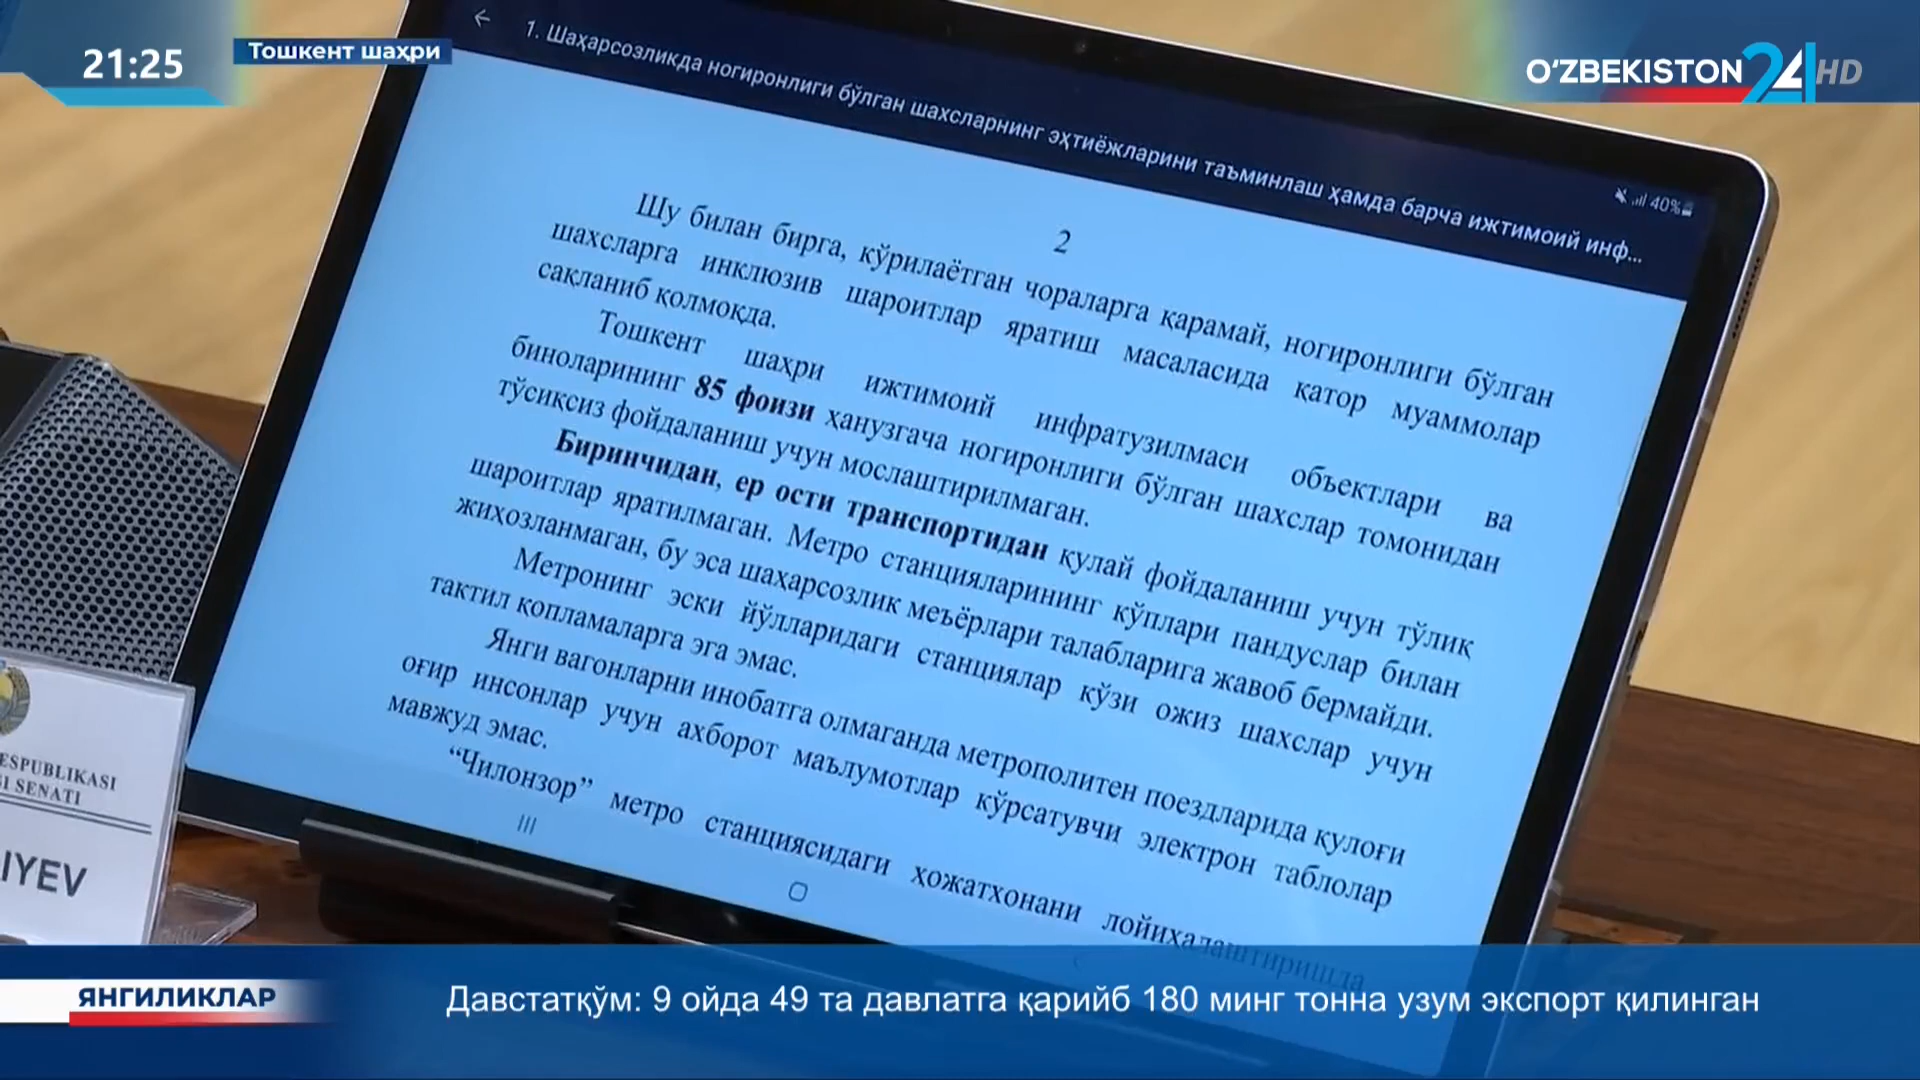 21:25
Тошкент шаҳри
O‘ZBEKISTON 24 HD
1. Шаҳарсозликда ногиронлиги бўлган шахсларнинг эҳтиёжларини таъминлаш ҳамда барча ижтимоий инф...
40%
2
Шу билан бирга, кўрилаётган чораларга қарамай, ногиронлиги бўлган
шахсларга инклюзив шароитлар яратиш масаласида қатор муаммолар
сақланиб қолмоқда.
Тошкент шаҳри ижтимоий инфратузилмаси объектлари ва
биноларининг 85 фоизи ҳанузгача ногиронлиги бўлган шахслар томонидан
тўсиқсиз фойдаланиш учун мослаштирилмаган.
Биринчидан, ер ости транспортидан қулай фойдаланиш учун тўлиқ
шароитлар яратилмаган. Метро станцияларининг кўплари пандуслар билан
жиҳозланмаган, бу эса шаҳарсозлик меъёрлари талабларига жавоб бермайди.
Метронинг эски йўлларидаги станциялар кўзи ожиз шахслар учун
тактил қопламаларга эга эмас.
Янги вагонларни инобатга олмаганда метрополитен поездларида қулоғи
оғир инсонлар учун ахборот маълумотлар кўрсатувчи электрон таблолар
мавжуд эмас.
“Чилонзор” метро станциясидаги ҳожатхонани лойиҳалаштиришда
ESPUBLIKASI
I SENATI
IYEV
ЯНГИЛИКЛАР
Давстатқўм: 9 ойда 49 та давлатга қарийб 180 минг тонна узум экспорт қилинган